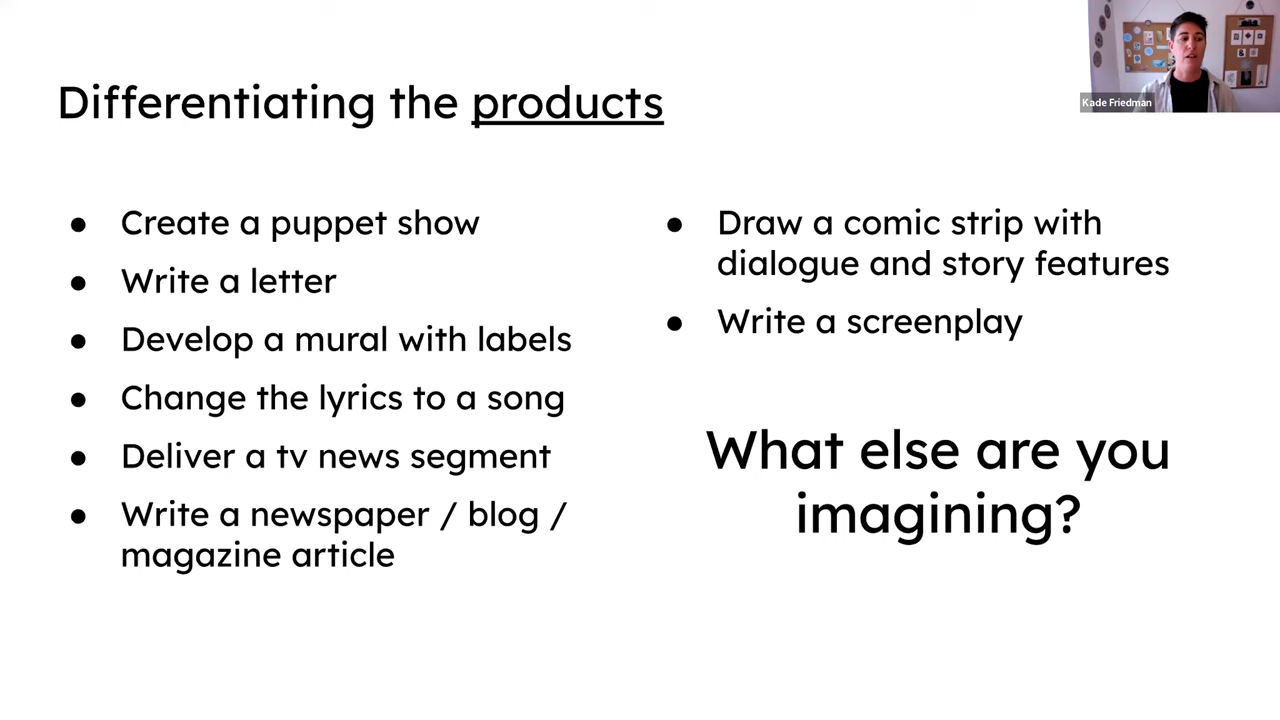 Differentiating the products
● Create a puppet show
● Write a letter
● Develop a mural with labels
● Change the lyrics to a song
● Deliver a tv news segment
● Write a newspaper / blog /
magazine article
● Draw a comic strip with
dialogue and story features
● Write a screenplay
What else are you
imagining?
Kade Friedman